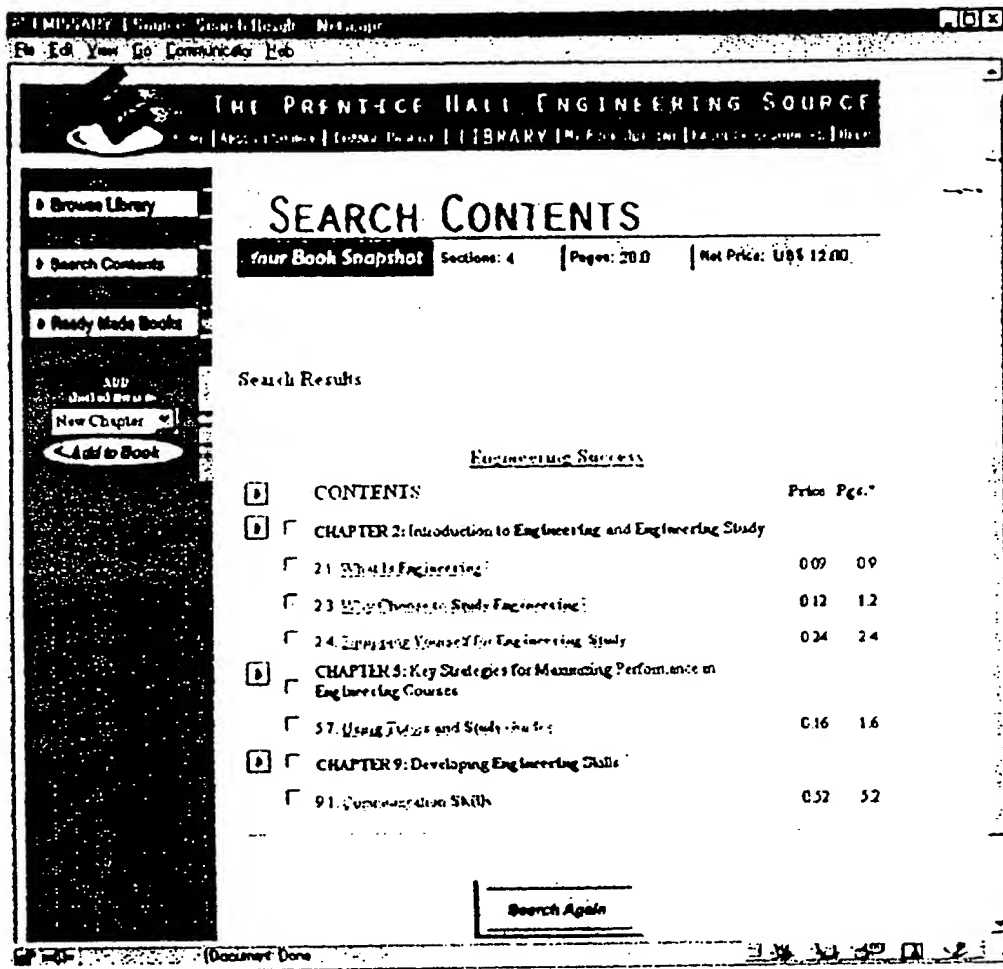 Search Results - Netscape
File Edit View Go Communicator Help
THE PRENTICE HALL ENGINEERING SOURCE
LIBRARY
Browse Library
SEARCH CONTENTS
Your Book Snapshot Sections: 4 Pages: 20.0 Net Price: US$ 12.00
Search Contents
Ready Made Books
Search Results
ADD
New Chapter
Add to Book
Engineering Success
CONTENTS Price Pgs.*
CHAPTER 2: Introduction to Engineering and Engineering Study
2.1. What Is Engineering? 0.09 0.9
2.3. Why Choose to Study Engineering? 0.12 1.2
2.4. Yourself for Engineering Study 0.24 2.4
CHAPTER 5: Key Strategies for Maximizing Performance in
Engineering Courses
5.7. Using Tutors and Study 0.16 1.6
CHAPTER 9: Developing Engineering Skills
9.1. Communication Skills 0.52 5.2
Search Again
Document: Done